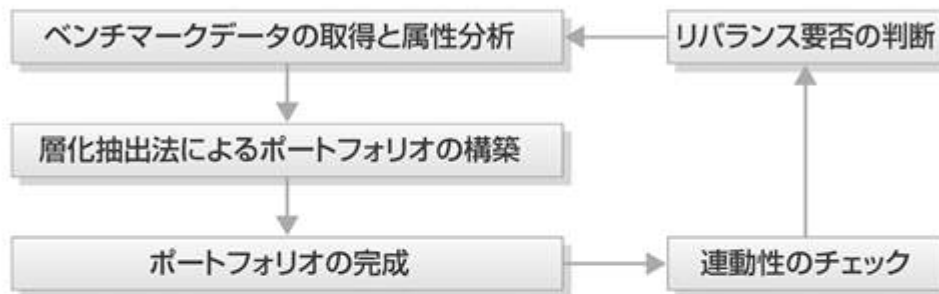 ベンチマークデータの取得と属性分析
リバランス要否の判断
層化抽出法によるポートフォリオの構築
ポートフォリオの完成
連動性のチェック